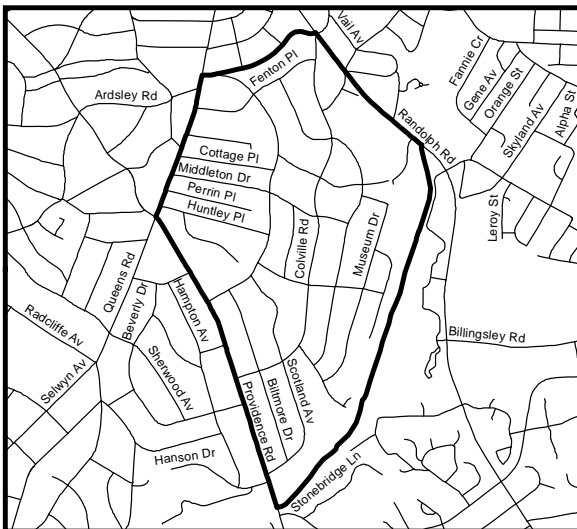 Vail Av
Fannie Cr
Fenton Pl
Gene Av
Orange St
Ardsley Rd
Skyland Av
Alpha St
Randolph Rd
Cottage Pl
Middleton Dr
Perrin Pl
Huntley Pl
Leroy St
Colville Rd
Museum Dr
Queens Rd
Beverly Dr
Hampton Av
Radcliffe Av
Billingsley Rd
Selwyn Av
Sherwood Av
Scotland Av
Biltmore Dr
Providence Rd
Hanson Dr
Stonebridge Ln